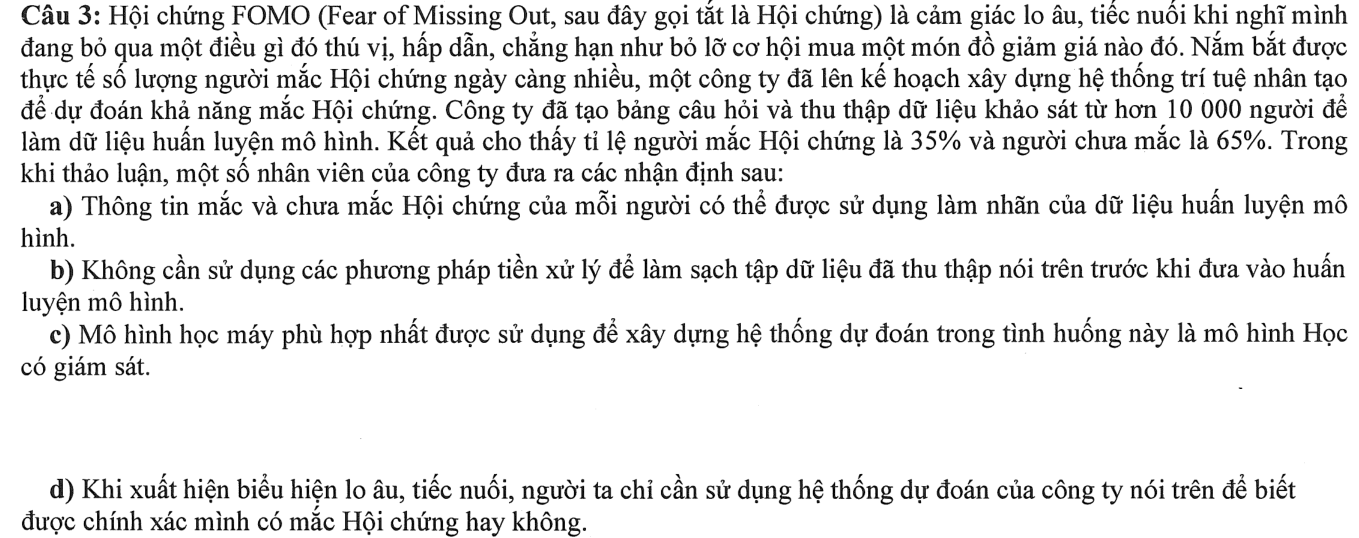 Câu 3: Hội chứng FOMO (Fear of Missing Out, sau đây gọi tắt là Hội chứng) là cảm giác lo âu, tiếc nuối khi nghĩ mình
đang bỏ qua một điều gì đó thú vị, hấp dẫn, chẳng hạn như bỏ lỡ cơ hội mua một món đồ giảm giá nào đó. Nắm bắt được
thực tế số lượng người mắc Hội chứng ngày càng nhiều, một công ty đã lên kế hoạch xây dựng hệ thống trí tuệ nhân tạo
để dự đoán khả năng mắc Hội chứng. Công ty đã tạo bảng câu hỏi và thu thập dữ liệu khảo sát từ hơn 10 000 người để
làm dữ liệu huấn luyện mô hình. Kết quả cho thấy tỉ lệ người mắc Hội chứng là 35% và người chưa mắc là 65%. Trong
khi thảo luận, một số nhân viên của công ty đưa ra các nhận định sau:
a) Thông tin mắc và chưa mắc Hội chứng của mỗi người có thể được sử dụng làm nhãn của dữ liệu huấn luyện mô
hình.
b) Không cần sử dụng các phương pháp tiền xử lý để làm sạch tập dữ liệu đã thu thập nói trên trước khi đưa vào huấn
luyện mô hình.
c) Mô hình học máy phù hợp nhất được sử dụng để xây dựng hệ thống dự đoán trong tình huống này là mô hình Học
có giám sát.
d) Khi xuất hiện biểu hiện lo âu, tiếc nuối, người ta chỉ cần sử dụng hệ thống dự đoán của công ty nói trên để biết
được chính xác mình có mắc Hội chứng hay không.